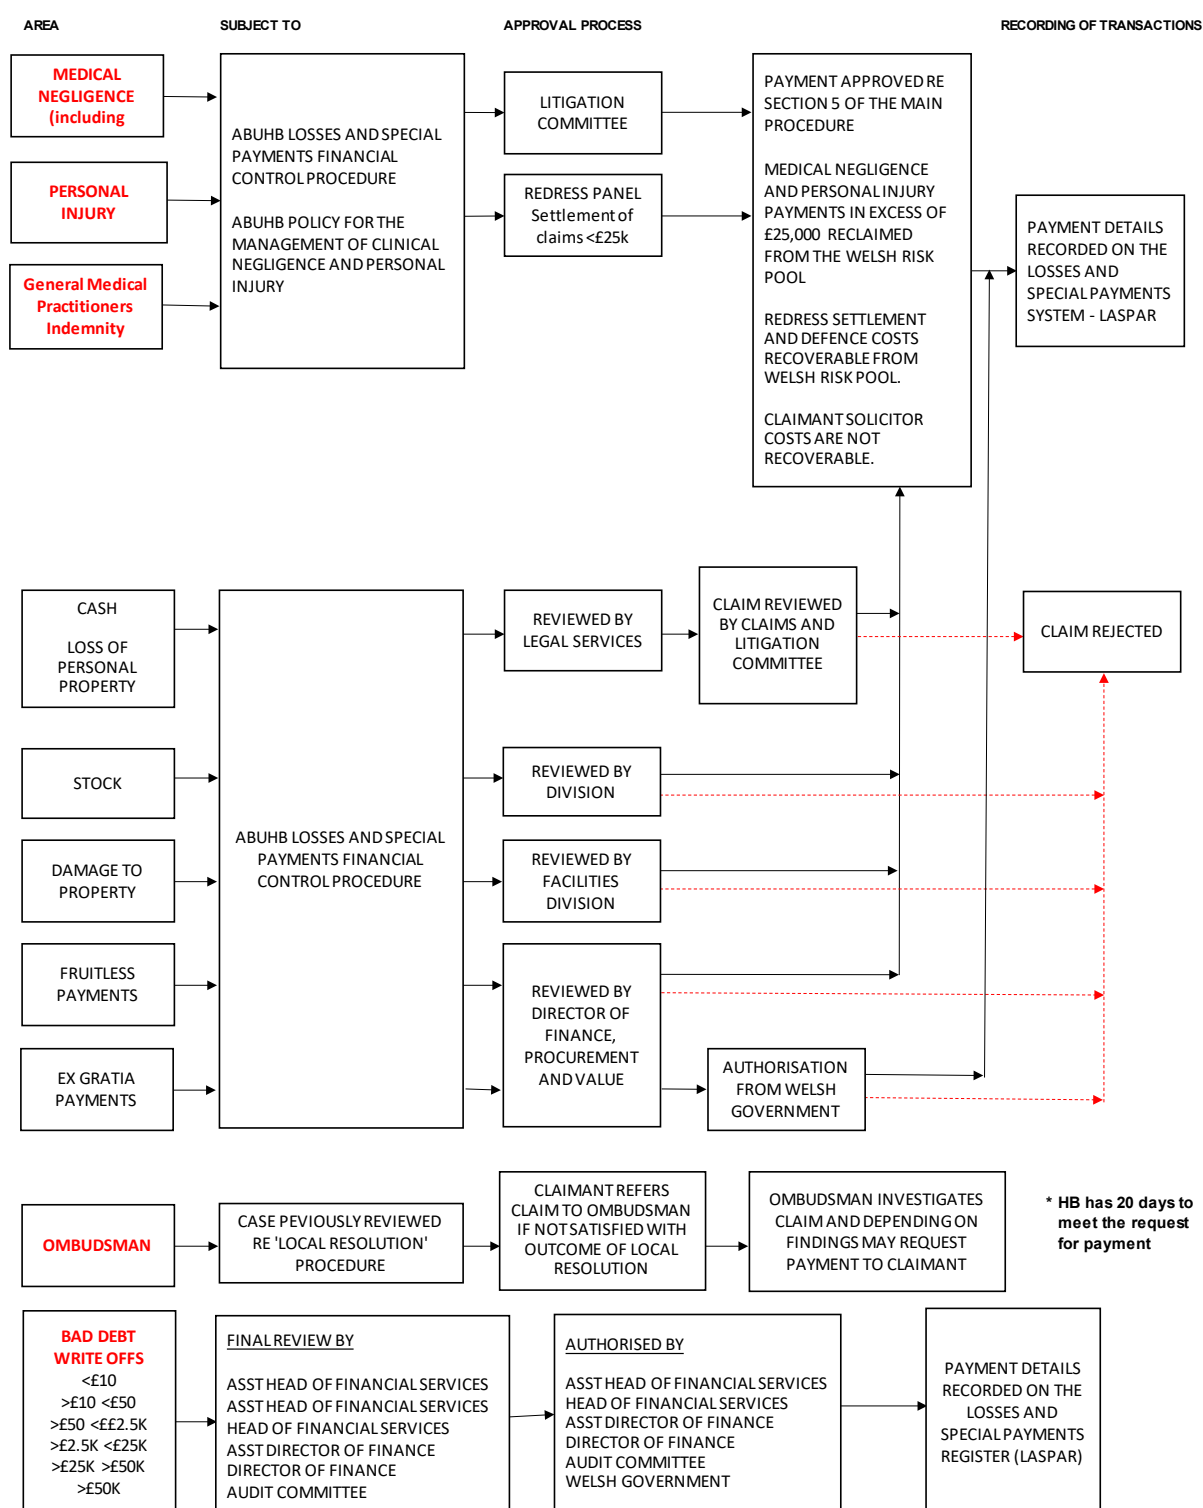 AREA
SUBJECT TO
APPROVAL PROCESS
RECORDING OF TRANSACTIONS
MEDICAL
NEGLIGENCE
(including
PERSONAL
INJURY
General Medical
Practitioners
Indemnity
ABUHB LOSSES AND SPECIAL
PAYMENTS FINANCIAL
CONTROL PROCEDURE
ABUHB POLICY FOR THE
MANAGEMENT OF CLINICAL
NEGLIGENCE AND PERSONAL
INJURY
LITIGATION
COMMITTEE
REDRESS PANEL
Settlement of
claims <£25k
PAYMENT APPROVED RE
SECTION 5 OF THE MAIN
PROCEDURE
MEDICAL NEGLIGENCE
AND PERSONAL INJURY
PAYMENTS IN EXCESS OF
£25,000 RECLAIMED
FROM THE WELSH RISK
POOL
REDRESS SETTLEMENT
AND DEFENCE COSTS
RECOVERABLE FROM
WELSH RISK POOL.
CLAIMANT SOLICITOR
COSTS ARE NOT
RECOVERABLE.
PAYMENT DETAILS
RECORDED ON THE
LOSSES AND
SPECIAL PAYMENTS
SYSTEM - LASPAR
CASH
LOSS OF
PERSONAL
PROPERTY
STOCK
DAMAGE TO
PROPERTY
FRUITLESS
PAYMENTS
EX GRATIA
PAYMENTS
ABUHB LOSSES AND SPECIAL
PAYMENTS FINANCIAL
CONTROL PROCEDURE
REVIEWED BY
LEGAL SERVICES
CLAIM REVIEWED
BY CLAIMS AND
LITIGATION
COMMITTEE
CLAIM REJECTED
REVIEWED BY
DIVISION
REVIEWED BY
FACILITIES
DIVISION
REVIEWED BY
DIRECTOR OF
FINANCE,
PROCUREMENT
AND VALUE
AUTHORISATION
FROM WELSH
GOVERNMENT
OMBUDSMAN
CASE PEVIOUSLY REVIEWED
RE 'LOCAL RESOLUTION'
PROCEDURE
CLAIMANT REFERS
CLAIM TO OMBUDSMAN
IF NOT SATISFIED WITH
OUTCOME OF LOCAL
RESOLUTION
OMBUDSMAN INVESTIGATES
CLAIM AND DEPENDING ON
FINDINGS MAY REQUEST
PAYMENT TO CLAIMANT
* HB has 20 days to
meet the request
for payment
BAD DEBT
WRITE OFFS
<£10
>£10 <£50
>£50 <££2.5K
>£2.5K <£25K
>£25K >£50K
>£50K
FINAL REVIEW BY
ASST HEAD OF FINANCIAL SERVICES
ASST HEAD OF FINANCIAL SERVICES
HEAD OF FINANCIAL SERVICES
ASST DIRECTOR OF FINANCE
DIRECTOR OF FINANCE
AUDIT COMMITTEE
AUTHORISED BY
ASST HEAD OF FINANCIAL SERVICES
HEAD OF FINANCIAL SERVICES
ASST DIRECTOR OF FINANCE
DIRECTOR OF FINANCE
AUDIT COMMITTEE
WELSH GOVERNMENT
PAYMENT DETAILS
RECORDED ON THE
LOSSES AND
SPECIAL PAYMENTS
REGISTER (LASPAR)